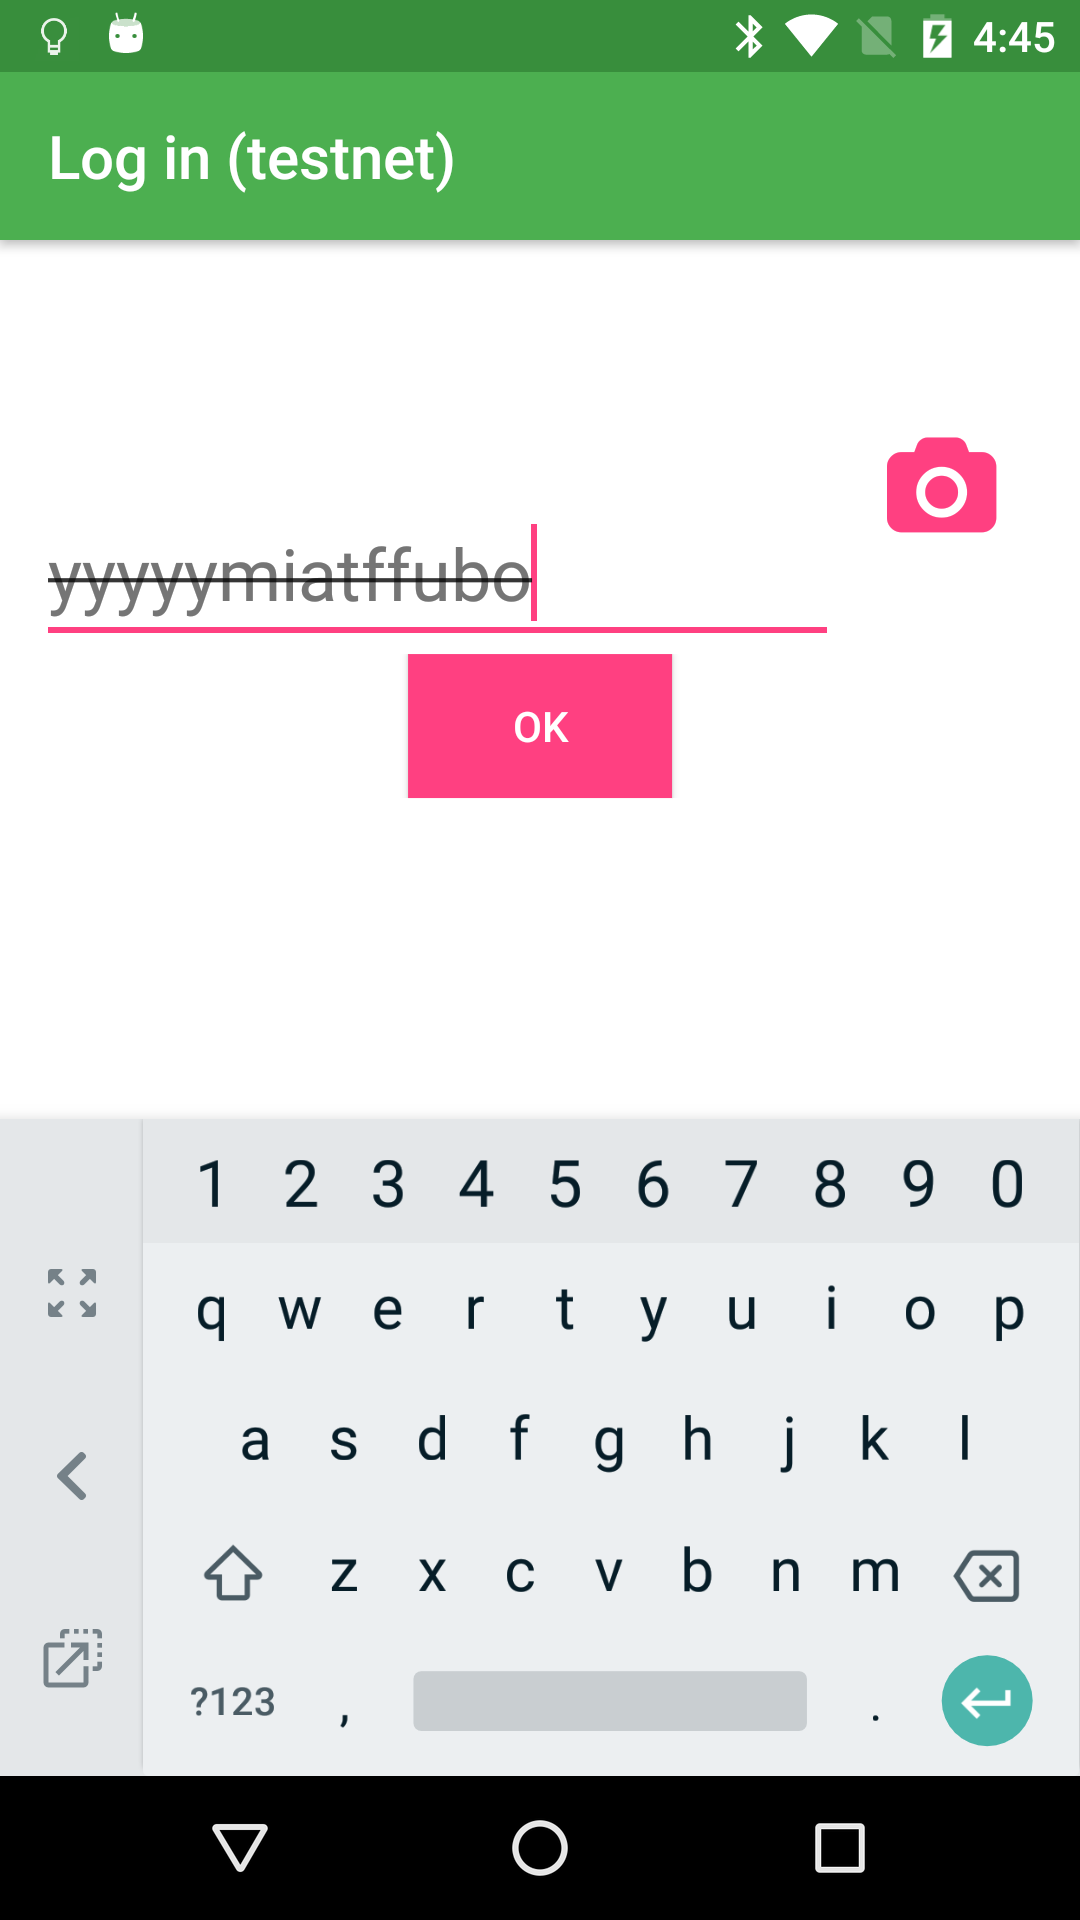 4:45
Log in (testnet)
yyyyymiatffubo
OK
1 2 3 4 5 6 7 8 9 0
q w e r t y u i o p
a s d f g h j k l
z x c v b n m
?123 , .